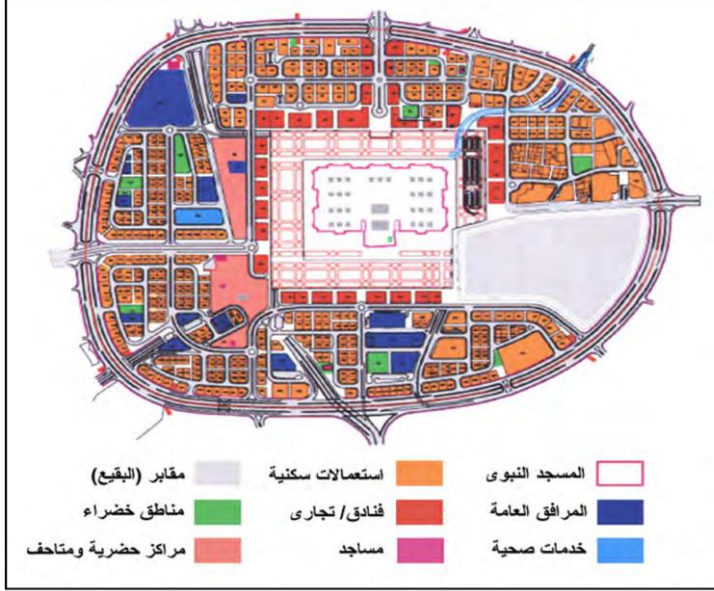 المسجد النبوى
استعمالات سكنية
مقابر (البقيع)
المرافق العامة
فنادق/ تجارى
مناطق خضراء
خدمات صحية
مساجد
مراكز حضرية ومتاحف